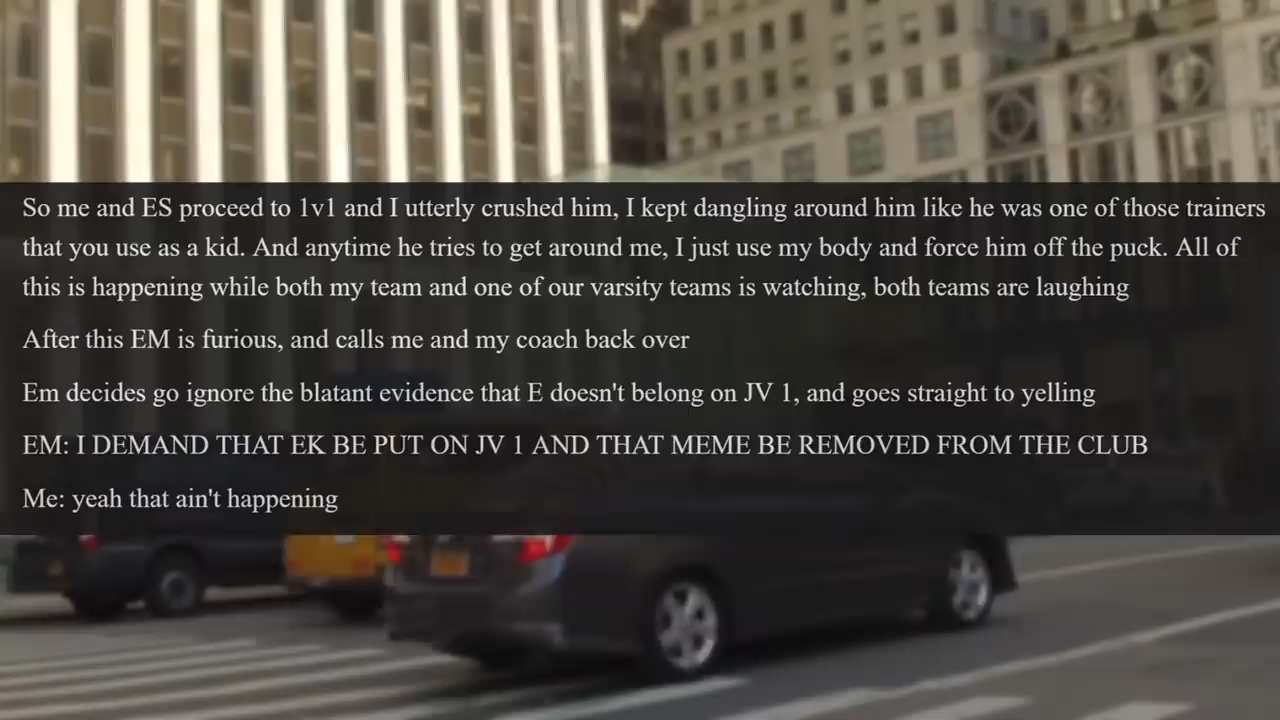 So me and ES proceed to 1v1 and I utterly crushed him, I kept dangling around him like he was one of those trainers
that you use as a kid. And anytime he tries to get around me, I just use my body and force him off the puck. All of
this is happening while both my team and one of our varsity teams is watching, both teams are laughing
After this EM is furious, and calls me and my coach back over
Em decides go ignore the blatant evidence that E doesn't belong on JV 1, and goes straight to yelling
EM: I DEMAND THAT EK BE PUT ON JV 1 AND THAT MEME BE REMOVED FROM THE CLUB
Me: yeah that ain't happening